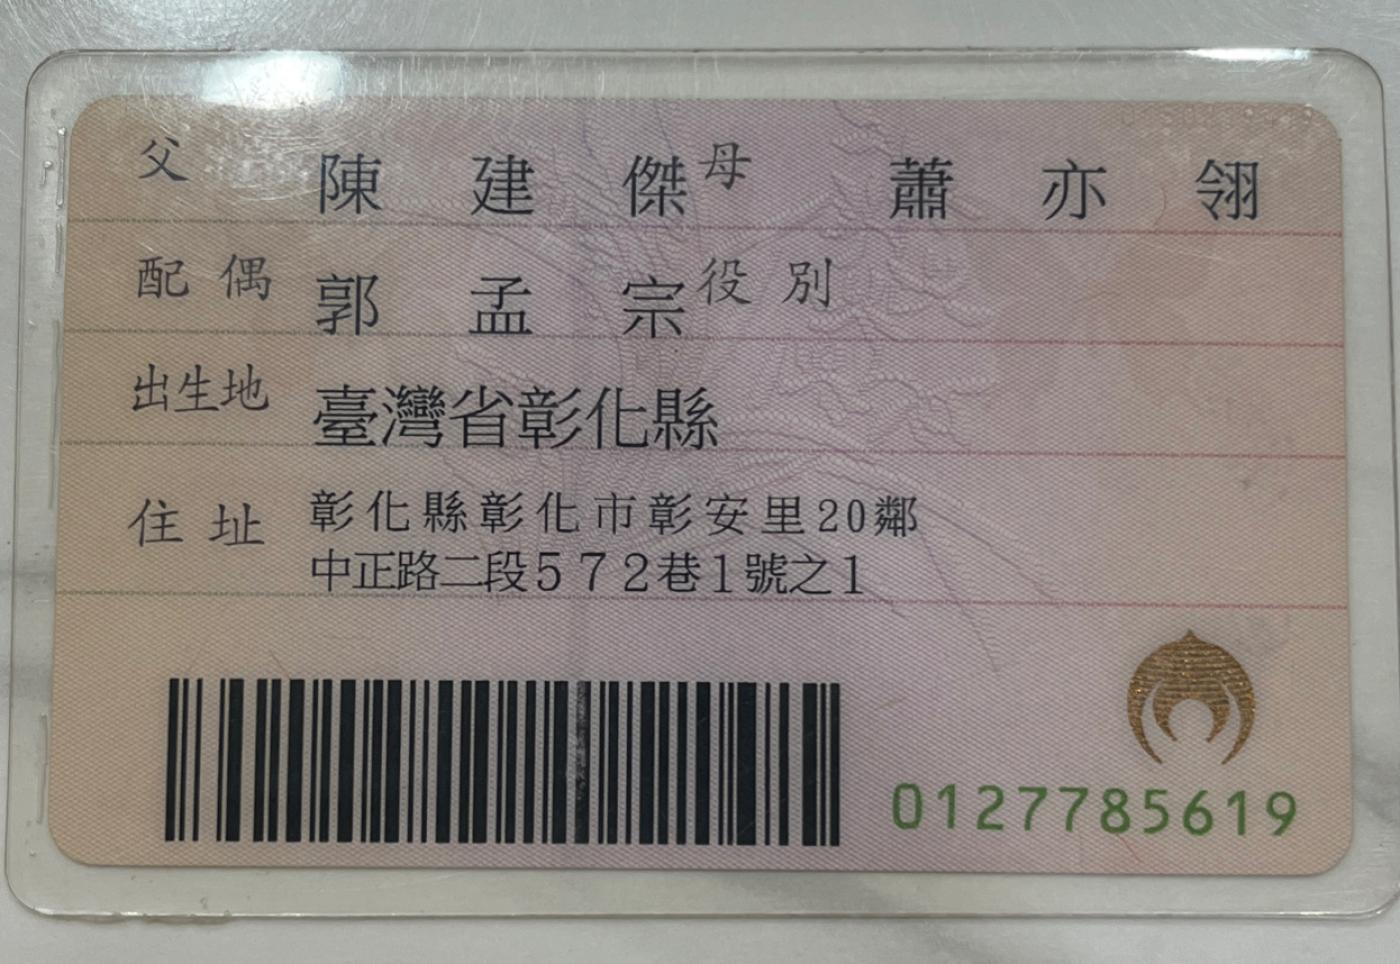 父 陳建傑 母 蕭亦翎
配偶 郭孟宗 役別
出生地 臺灣省彰化縣
住址 彰化縣彰化市彰安里20鄰
中正路二段572巷1號之1
0127785619